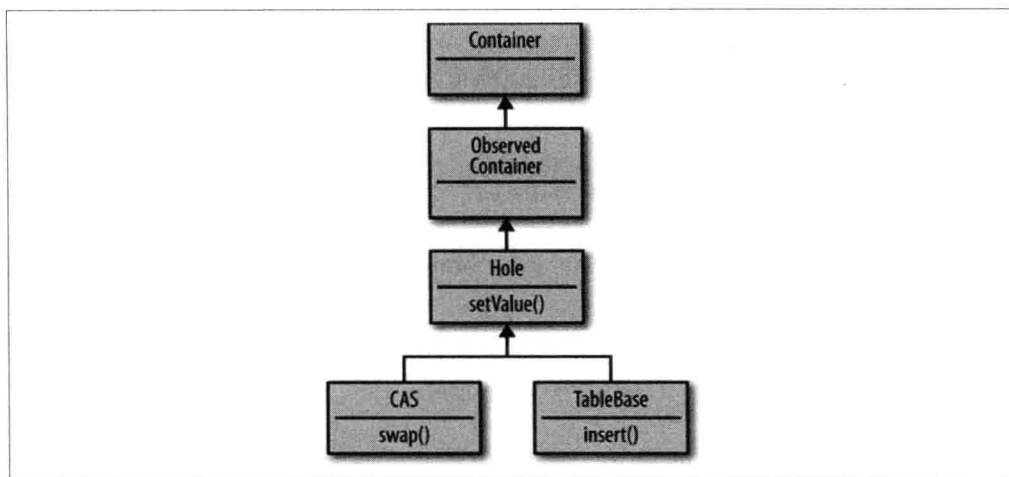 Container
Observed
Container
Hole
setValue()
CAS
TableBase
swap()
insert()